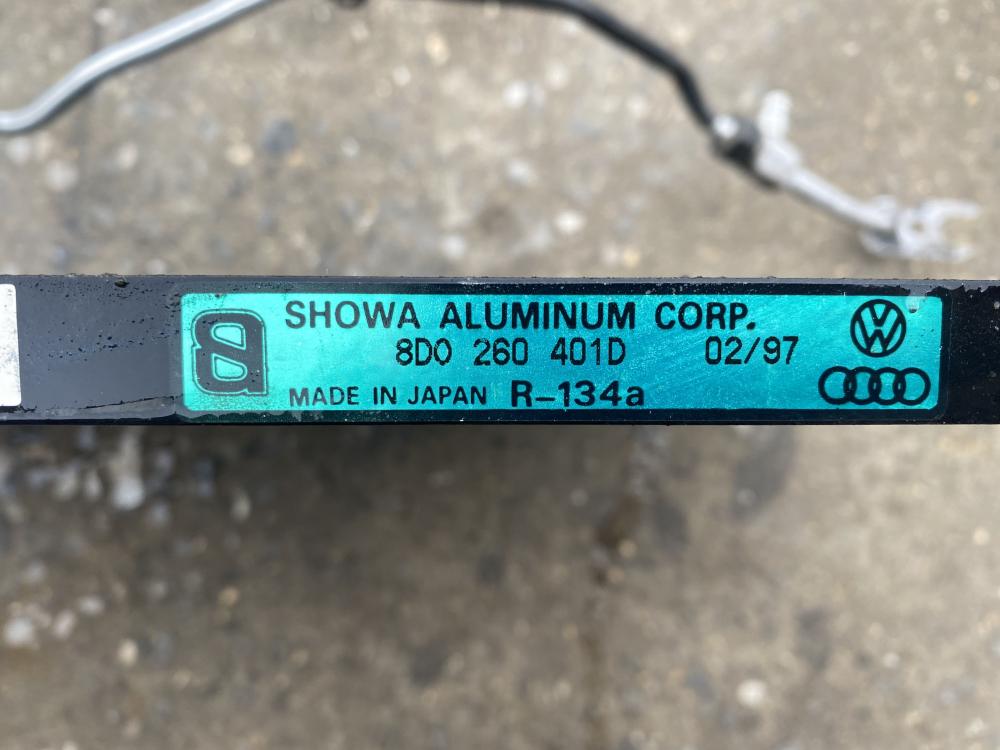 SHOWA ALUMINUM CORP.
8D0 260 401D 02/97
MADE IN JAPAN R-134a